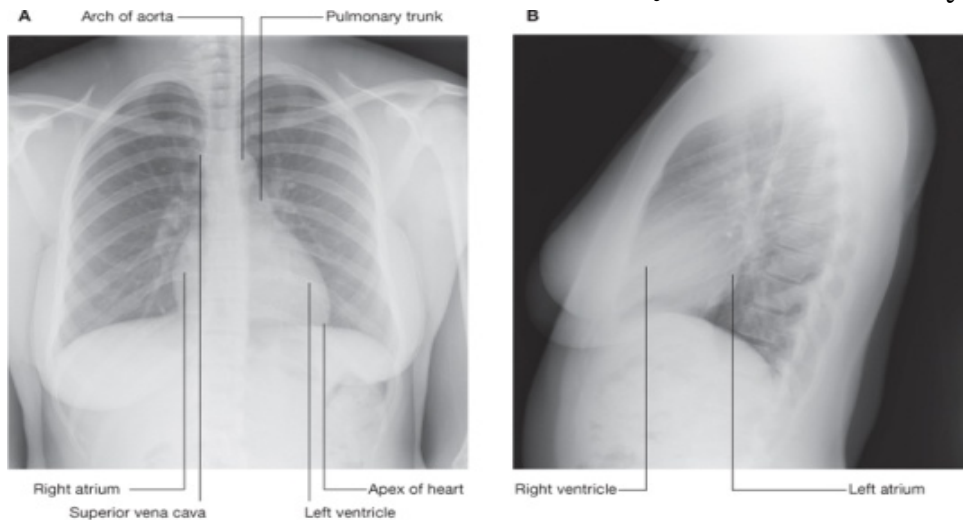 A
Arch of aorta
Pulmonary trunk
B
Right atrium
Superior vena cava
Apex of heart
Left ventricle
Right ventricle
Left atrium